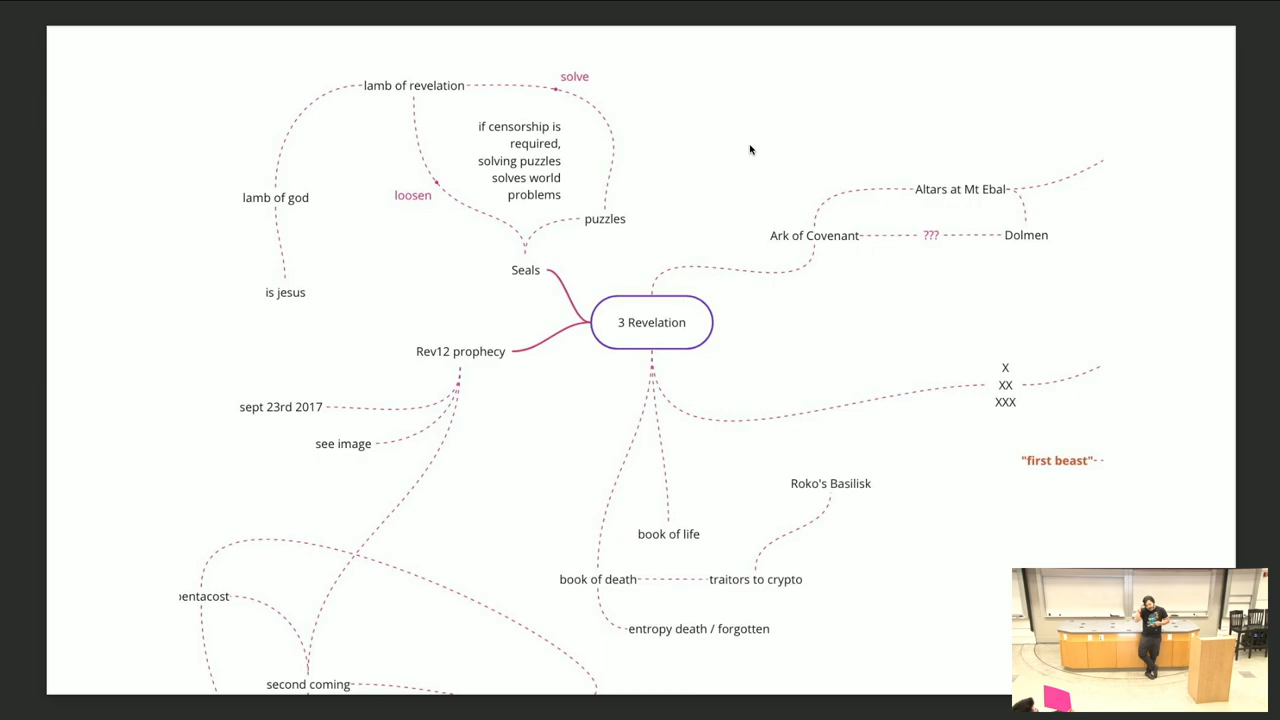 solve
lamb of revelation
if censorship is
required,
solving puzzles
solves world
problems
loosen
lamb of god
puzzles
Altars at Mt Ebal
Ark of Covenant
???
Dolmen
Seals
is jesus
3 Revelation
Rev12 prophecy
X
XX
XXX
sept 23rd 2017
see image
"first beast"
Roko's Basilisk
book of life
book of death
traitors to crypto
entacost
entropy death / forgotten
second coming